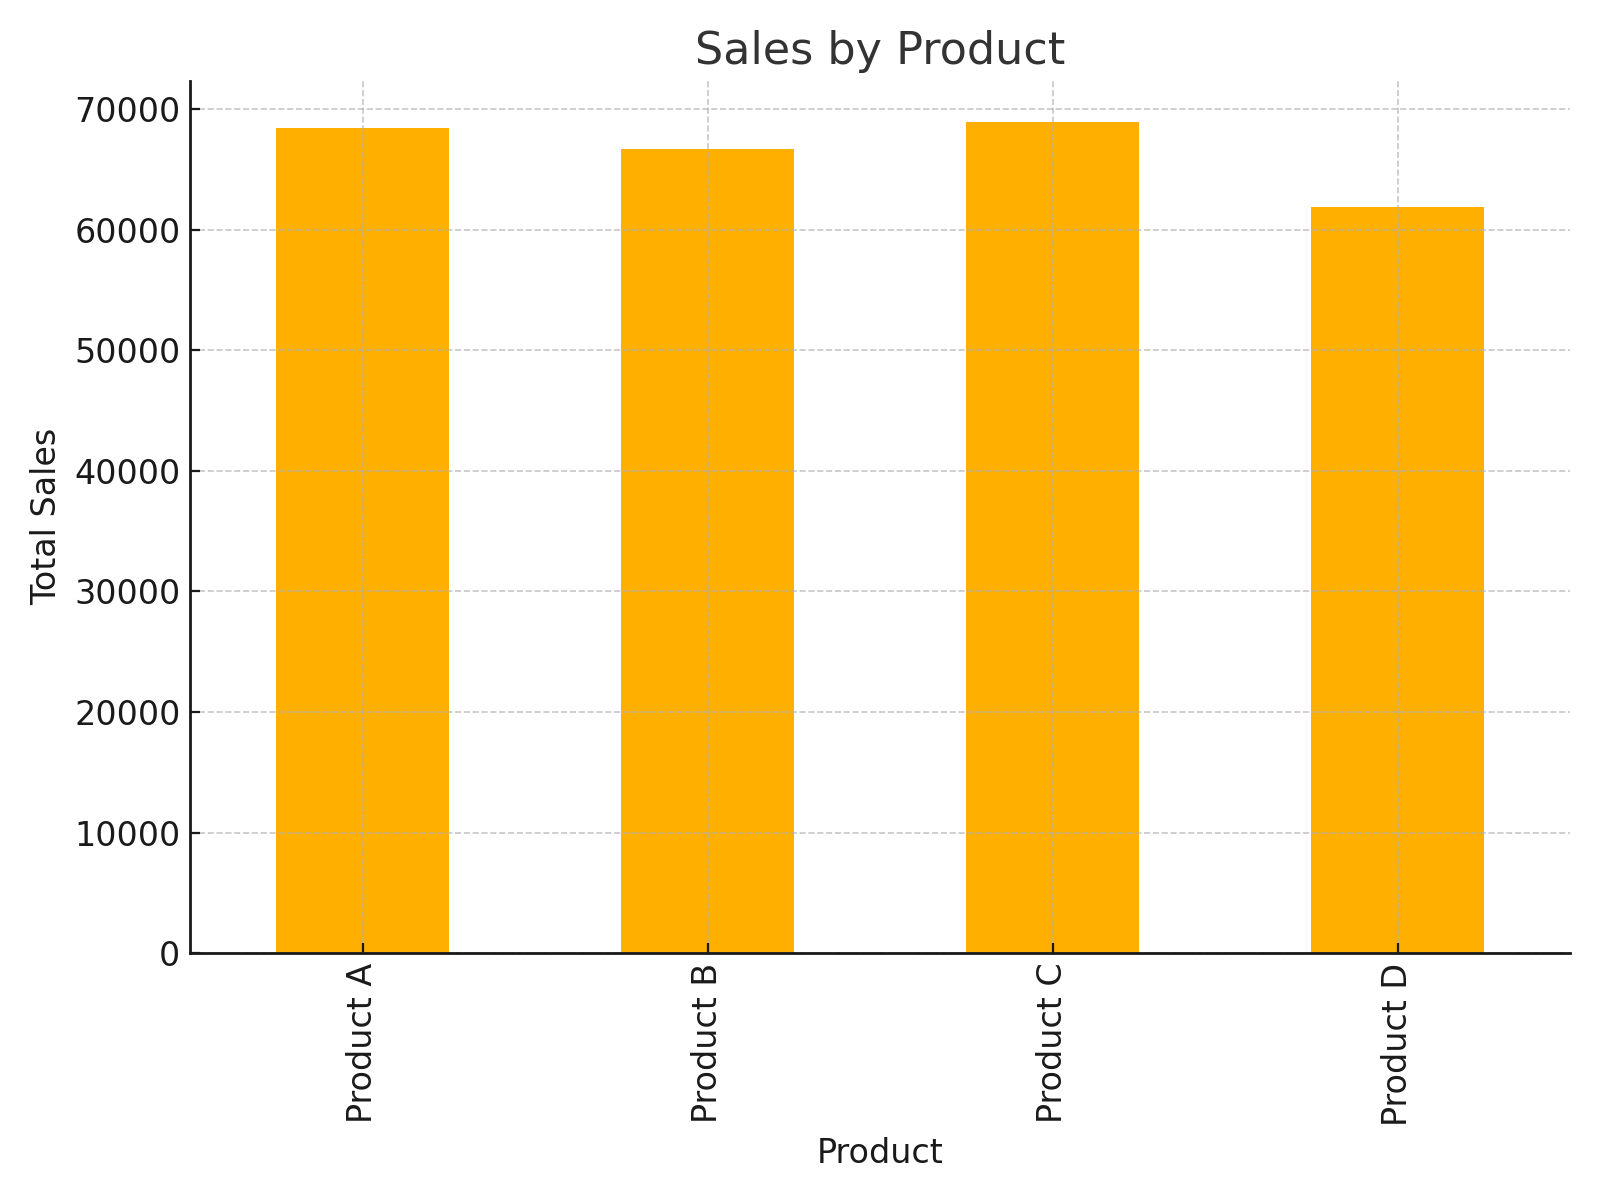 Sales by Product
Total Sales
70000
60000
50000
40000
30000
20000
10000
0
Product A
Product B
Product C
Product D
Product